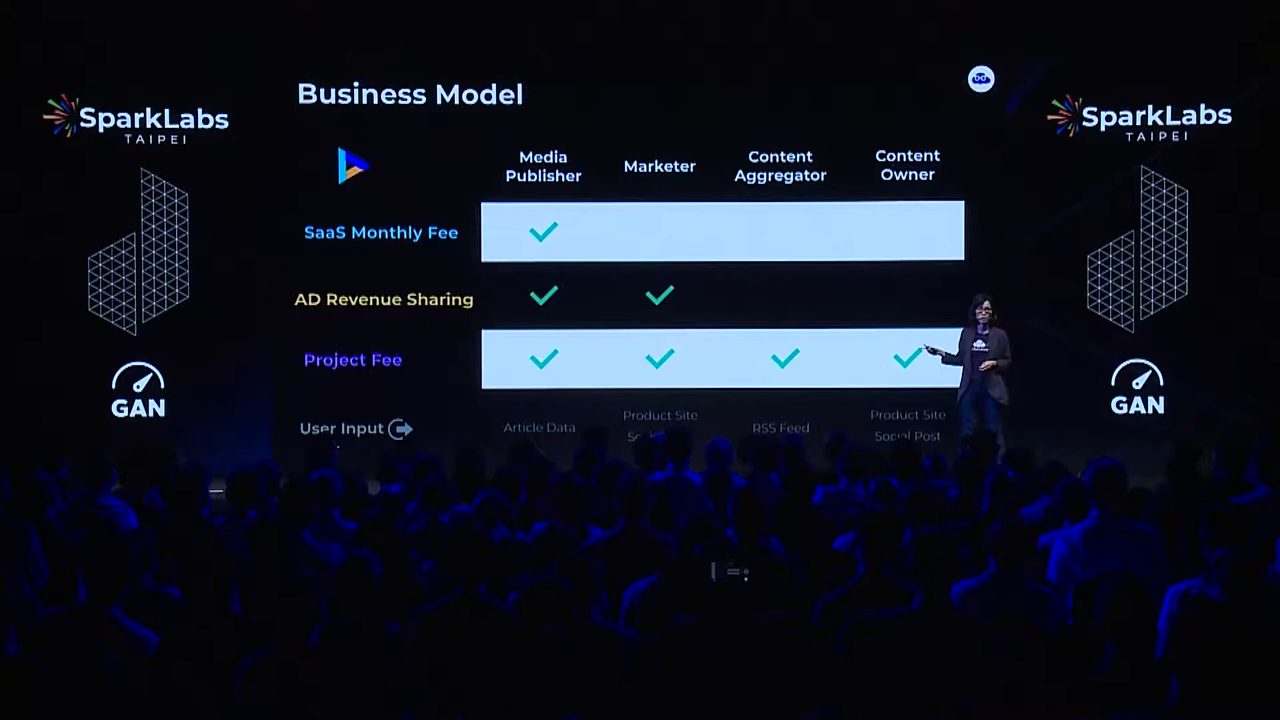 SparkLabs
TAIPEI
GAN
Business Model
Media
Publisher
Marketer
Content
Aggregator
Content
Owner
SaaS Monthly Fee
AD Revenue Sharing
Project Fee
User Input
Article Data
Product Site
RSS Feed
Product Site
Social Post
SparkLabs
TAIPEI
GAN